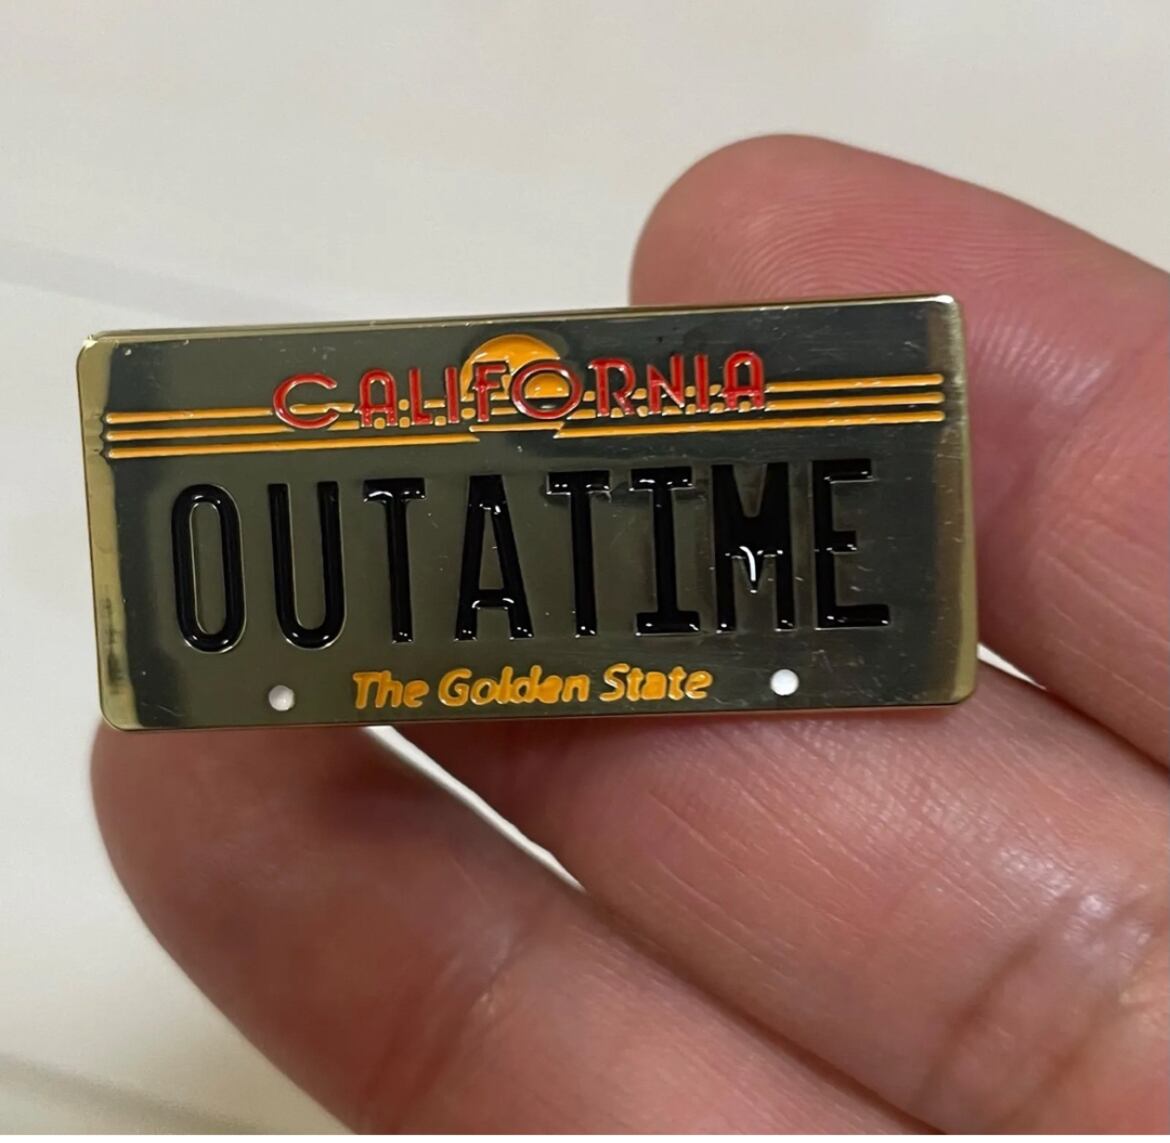 CALIFORNIA
OUTATIME
The Golden State